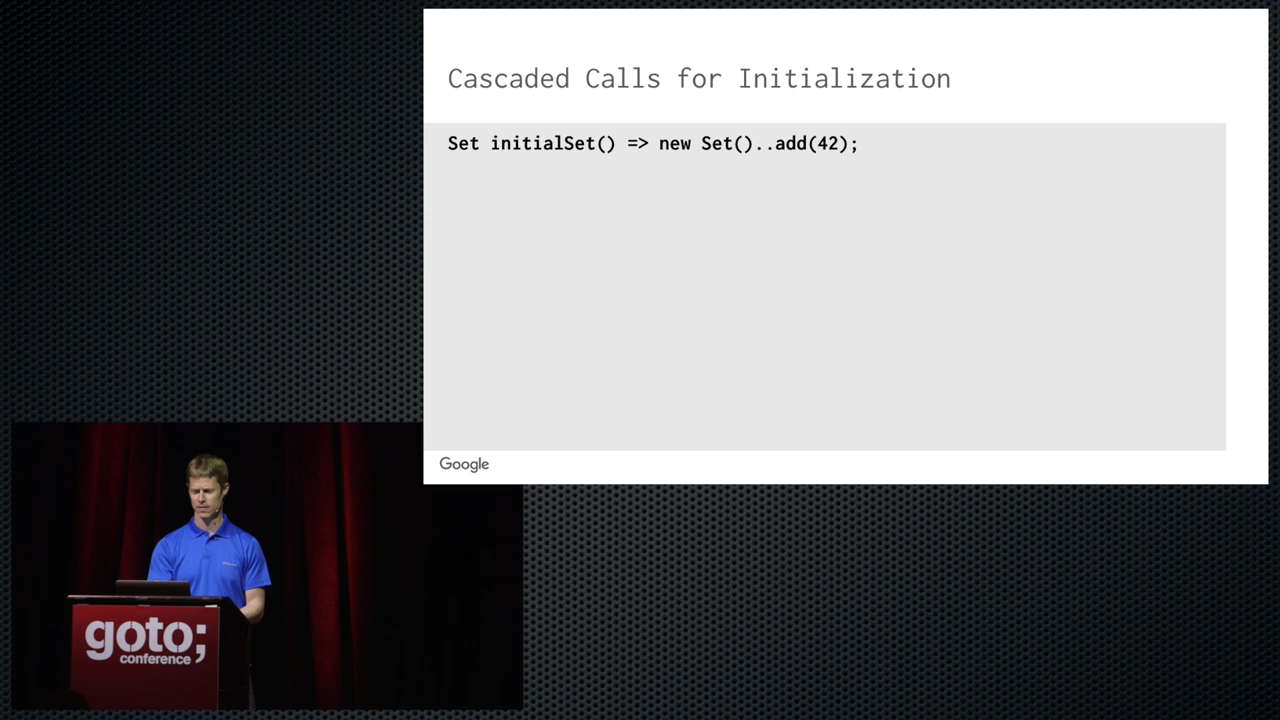 Cascaded Calls for Initialization
Set initialSet() => new Set()..add(42);
Google
goto;
conference